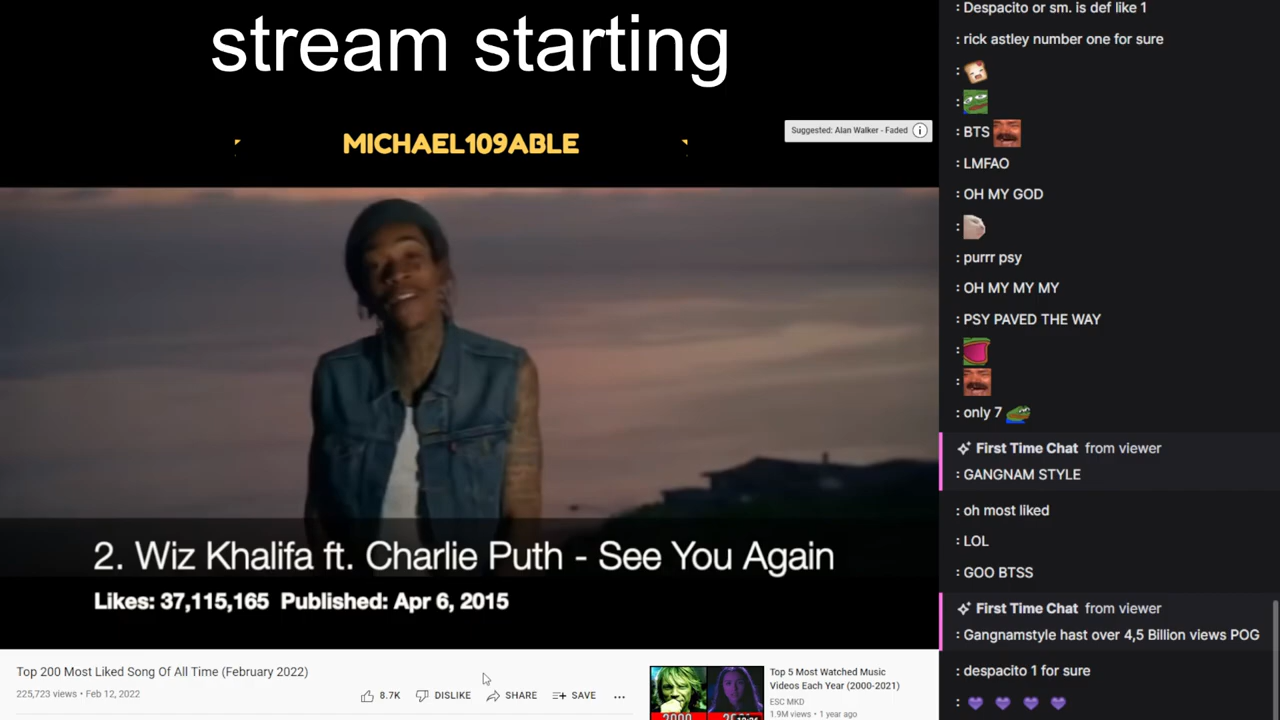 stream starting
MICHAEL109ABLE
Suggested: Alan Walker - Faded
2. Wiz Khalifa ft. Charlie Puth - See You Again
Likes: 37,115,165 Published: Apr 6, 2015
Top 200 Most Liked Song Of All Time (February 2022)
225,723 views • Feb 12, 2022
8.7K DISLIKE SHARE SAVE
Top 5 Most Watched Music
Videos Each Year (2000-2021)
ESC MKD
1.9M views • 1 year ago
: Despacito or sm. is def like 1
: rick astley number one for sure
:
:
: BTS
: LMFAO
: OH MY GOD
:
: purrr psy
: OH MY MY MY
: PSY PAVED THE WAY
:
:
: only 7
First Time Chat from viewer
: GANGNAM STYLE
: oh most liked
: LOL
: GOO BTSS
First Time Chat from viewer
: Gangnamstyle hast over 4,5 Billion views POG
: despacito 1 for sure
: